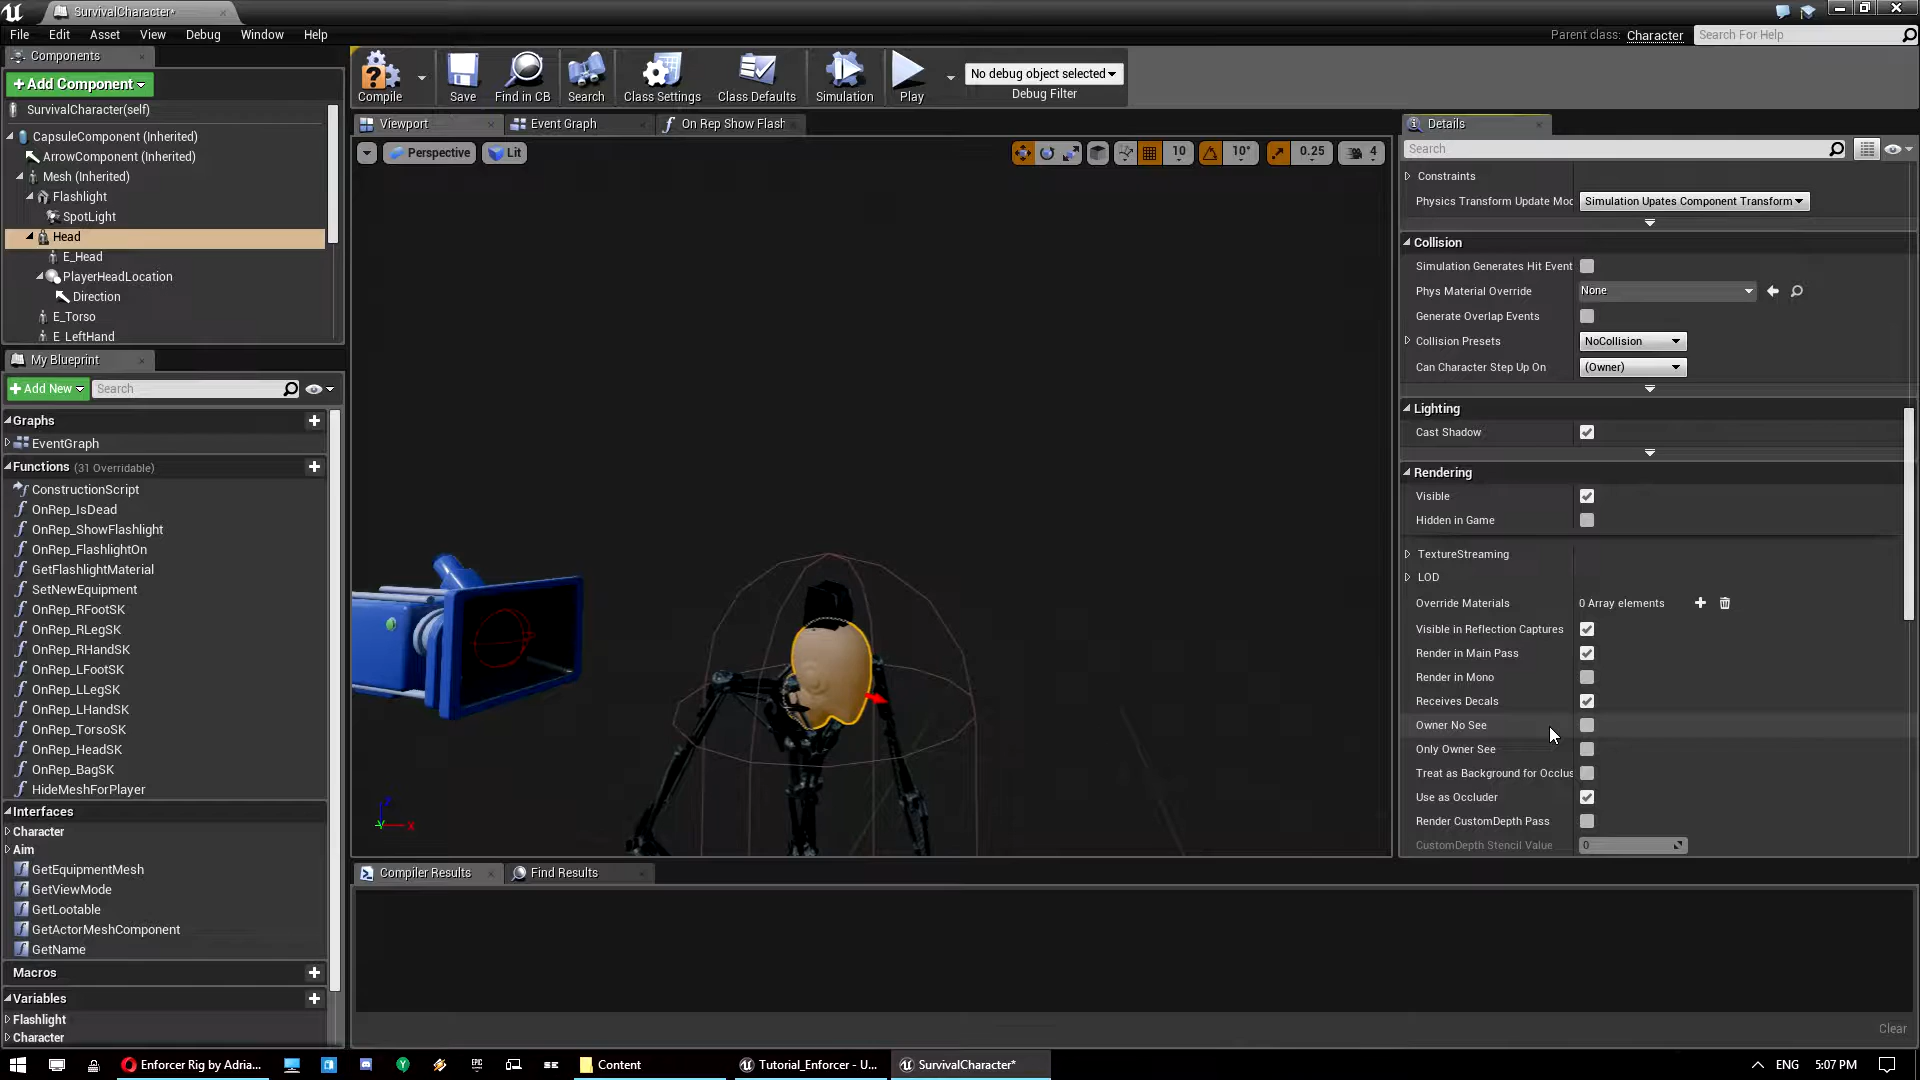 SurvivalCharacter*
File
Edit
Asset
View
Debug
Window
Help
Parent class:
Character
Search For Help
Components
+Add Component
SurvivalCharacter(self)
CapsuleComponent (Inherited)
ArrowComponent (Inherited)
Mesh (Inherited)
Flashlight
SpotLight
Head
E_Head
PlayerHeadLocation
Direction
E_Torso
E_LeftHand
My Blueprint
+Add New
Search
Graphs
EventGraph
Functions (31 Overridable)
ConstructionScript
OnRep_IsDead
OnRep_ShowFlashlight
OnRep_FlashlightOn
GetFlashlightMaterial
SetNewEquipment
OnRep_RFootSK
OnRep_RLegSK
OnRep_RHandSK
OnRep_LFootSK
OnRep_LLegSK
OnRep_LHandSK
OnRep_TorsoSK
OnRep_HeadSK
OnRep_BagSK
HideMeshForPlayer
Interfaces
Character
Aim
GetEquipmentMesh
GetViewMode
GetLootable
GetActorMeshComponent
GetName
Macros
Variables
Flashlight
Character
Compile
Save
Find in CB
Search
Class Settings
Class Defaults
Simulation
Play
No debug object selected
Debug Filter
Viewport
Event Graph
On Rep Show Flash
Perspective
Lit
10
10°
0.25
4
Z
X
Y
Compiler Results
Find Results
Clear
Details
Search
Constraints
Physics Transform Update Mod
Simulation Upates Component Transform
Collision
Simulation Generates Hit Event
Phys Material Override
None
Generate Overlap Events
Collision Presets
NoCollision
Can Character Step Up On
(Owner)
Lighting
Cast Shadow
Rendering
Visible
Hidden in Game
TextureStreaming
LOD
Override Materials
0 Array elements
Visible in Reflection Captures
Render in Main Pass
Render in Mono
Receives Decals
Owner No See
Only Owner See
Treat as Background for Occlus
Use as Occluder
Render CustomDepth Pass
CustomDepth Stencil Value
0
Enforcer Rig by Adria...
Content
Tutorial_Enforcer - U...
SurvivalCharacter*
ENG
5:07 PM